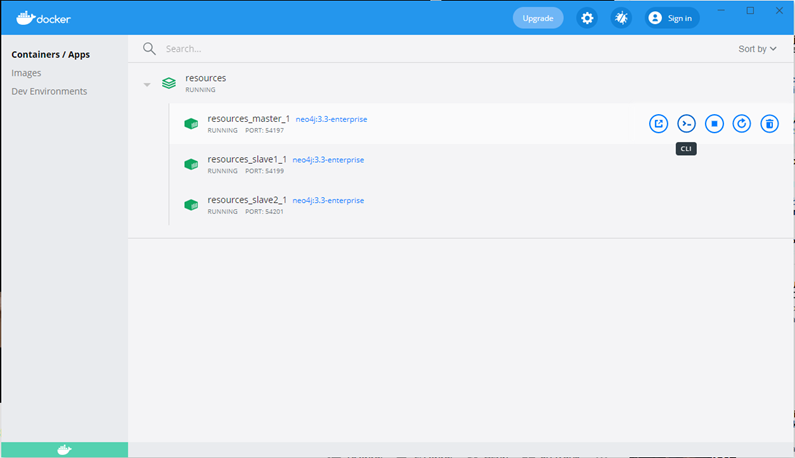 docker
Upgrade
Sign in
Containers / Apps
Images
Dev Environments
Search...
Sort by
resources
RUNNING
resources_master_1 neo4j:3.3-enterprise
RUNNING PORT: 54197
CLI
resources_slave1_1 neo4j:3.3-enterprise
RUNNING PORT: 54199
resources_slave2_1 neo4j:3.3-enterprise
RUNNING PORT: 54201